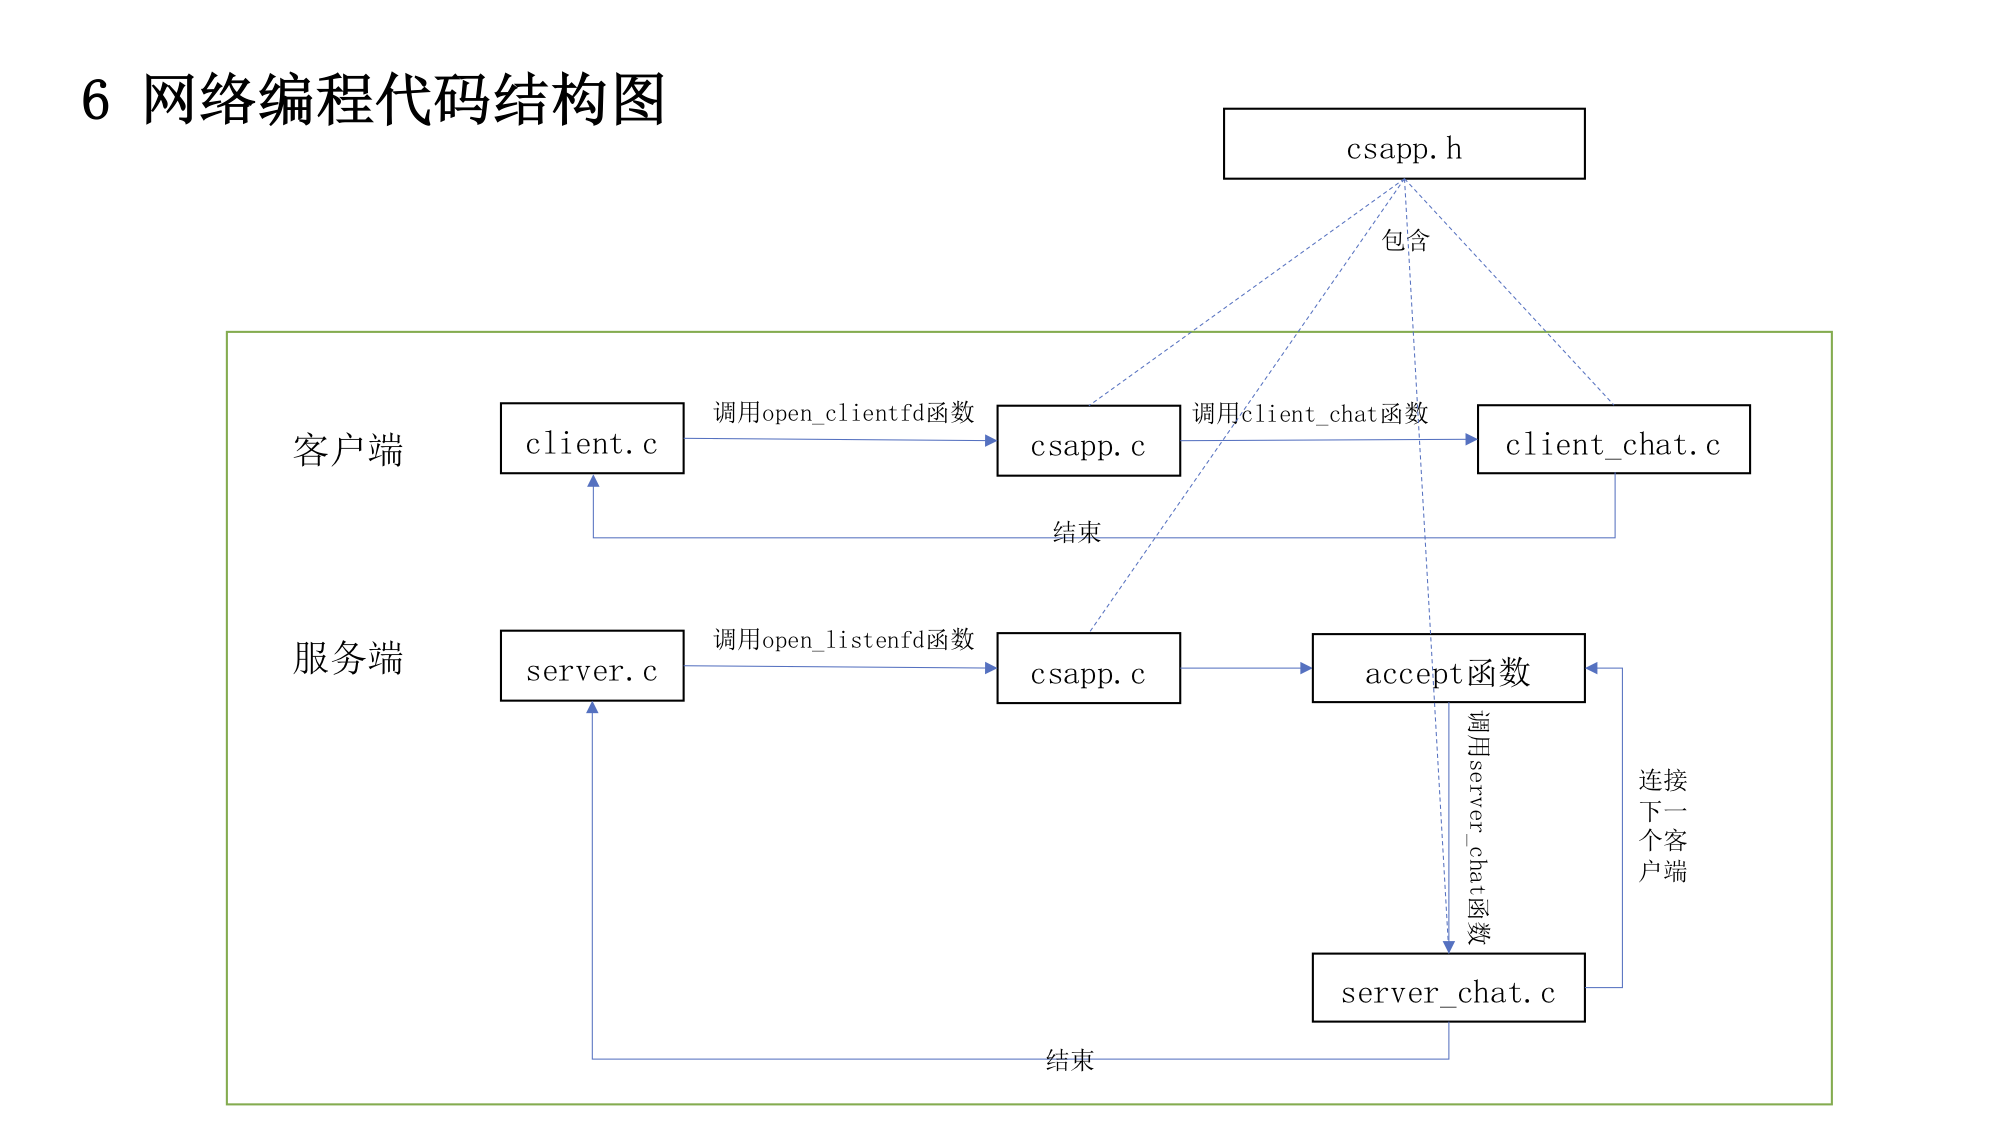 6 网络编程代码结构图
csapp.h
包含
客户端
client.c
调用open_clientfd函数
csapp.c
调用client_chat函数
client_chat.c
结束
服务端
server.c
调用open_listenfd函数
csapp.c
accept函数
调用server_chat函数
连接
下一
个客
户端
server_chat.c
结束